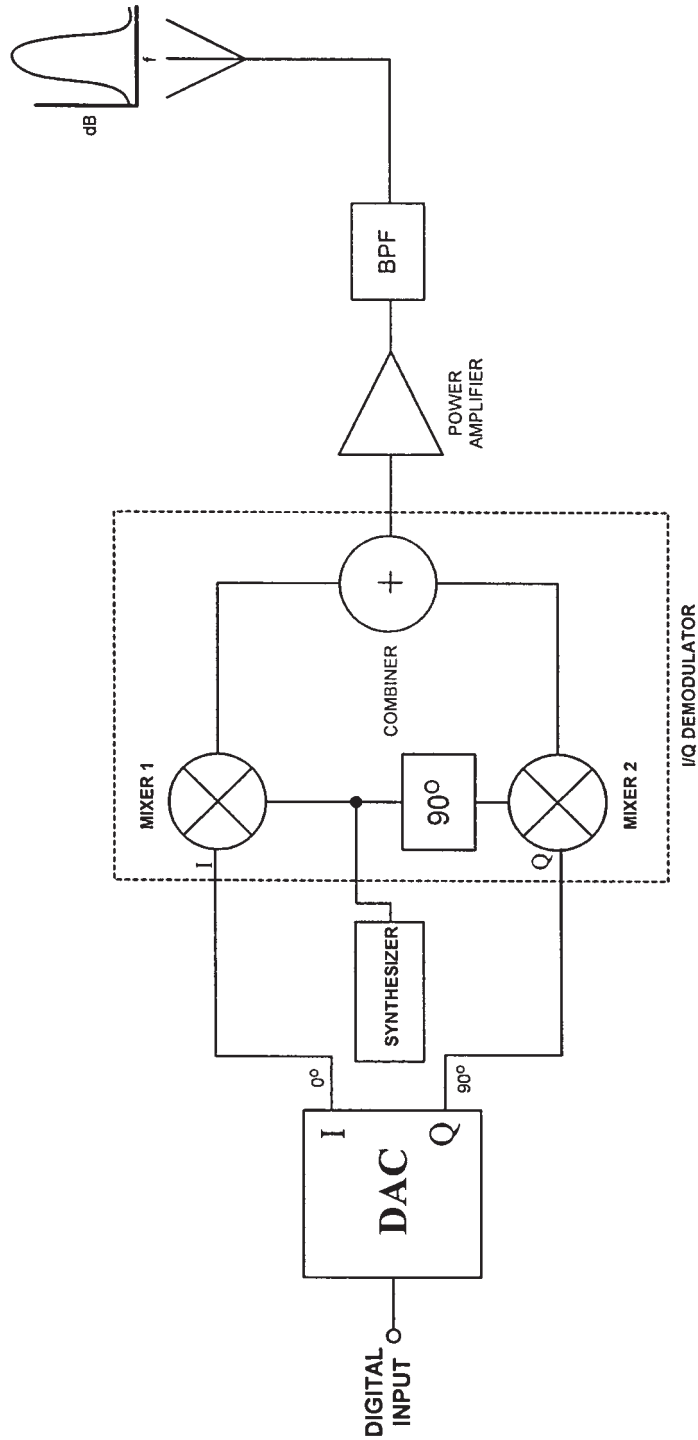 DIGITAL
INPUT
DAC
I
Q
0°
90°
SYNTHESIZER
I
Q
MIXER 1
90°
MIXER 2
COMBINER
+
I/Q DEMODULATOR
POWER
AMPLIFIER
BPF
dB
f